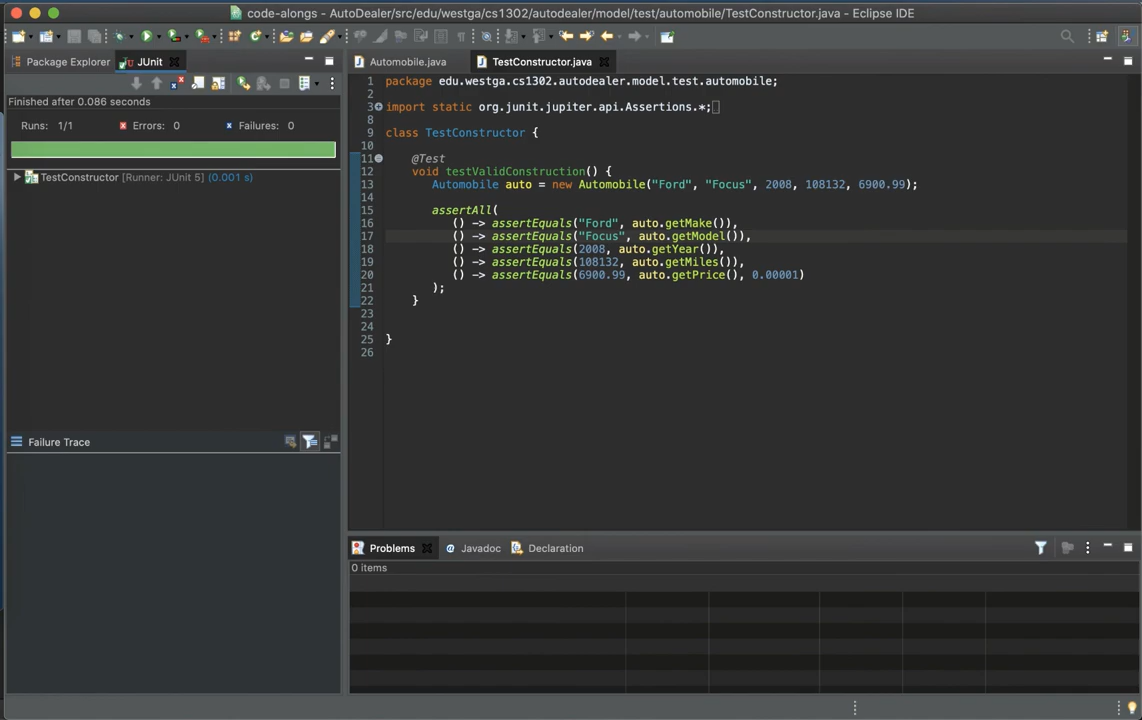 code-alongs - AutoDealer/src/edu/westga/cs1302/autodealer/model/test/automobile/TestConstructor.java - Eclipse IDE
Package Explorer
JUnit
Finished after 0.086 seconds
Runs: 1/1
Errors: 0
Failures: 0
TestConstructor [Runner: JUnit 5] (0.001 s)
Failure Trace
Automobile.java
TestConstructor.java
1 package edu.westga.cs1302.autodealer.model.test.automobile;
2
3 import static org.junit.jupiter.api.Assertions.*;
8
9 class TestConstructor {
10
11 @Test
12 void testValidConstruction() {
13 Automobile auto = new Automobile("Ford", "Focus", 2008, 108132, 6900.99);
14
15 assertAll(
16 () -> assertEquals("Ford", auto.getMake()),
17 () -> assertEquals("Focus", auto.getModel()),
18 () -> assertEquals(2008, auto.getYear()),
19 () -> assertEquals(108132, auto.getMiles()),
20 () -> assertEquals(6900.99, auto.getPrice(), 0.00001)
21 );
22 }
23
24
25 }
26
Problems
@ Javadoc
Declaration
0 items